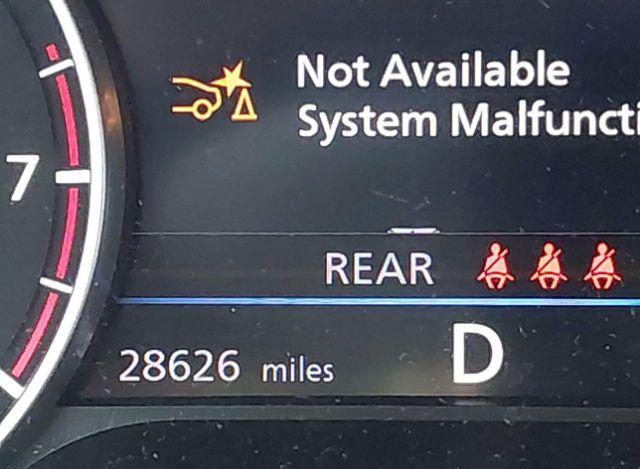 Not Available
System Malfuncti
7
REAR
28626 miles D